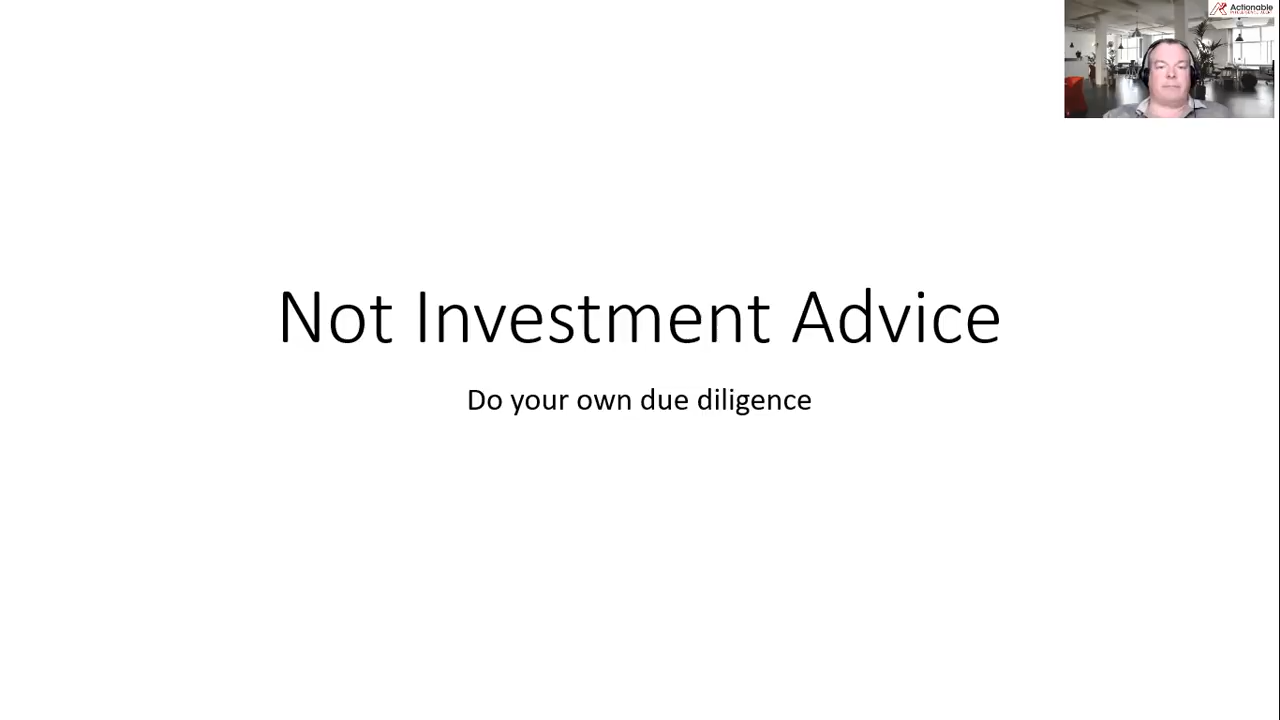 Actionable
Not Investment Advice
Do your own due diligence